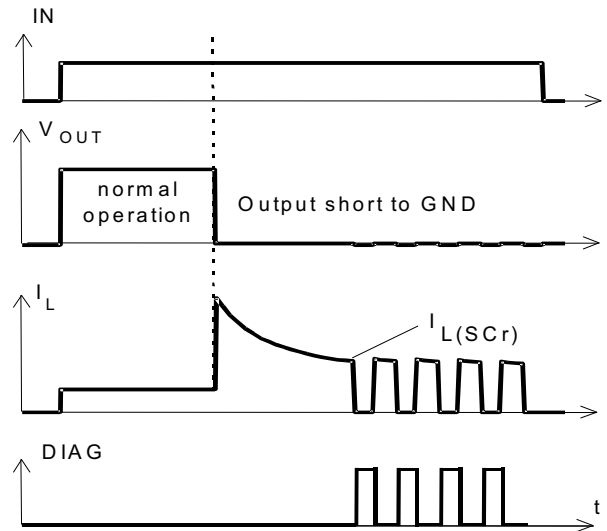 IN
V OUT
normal
operation
Output short to GND
I L
I L(SCr)
DIAG
t